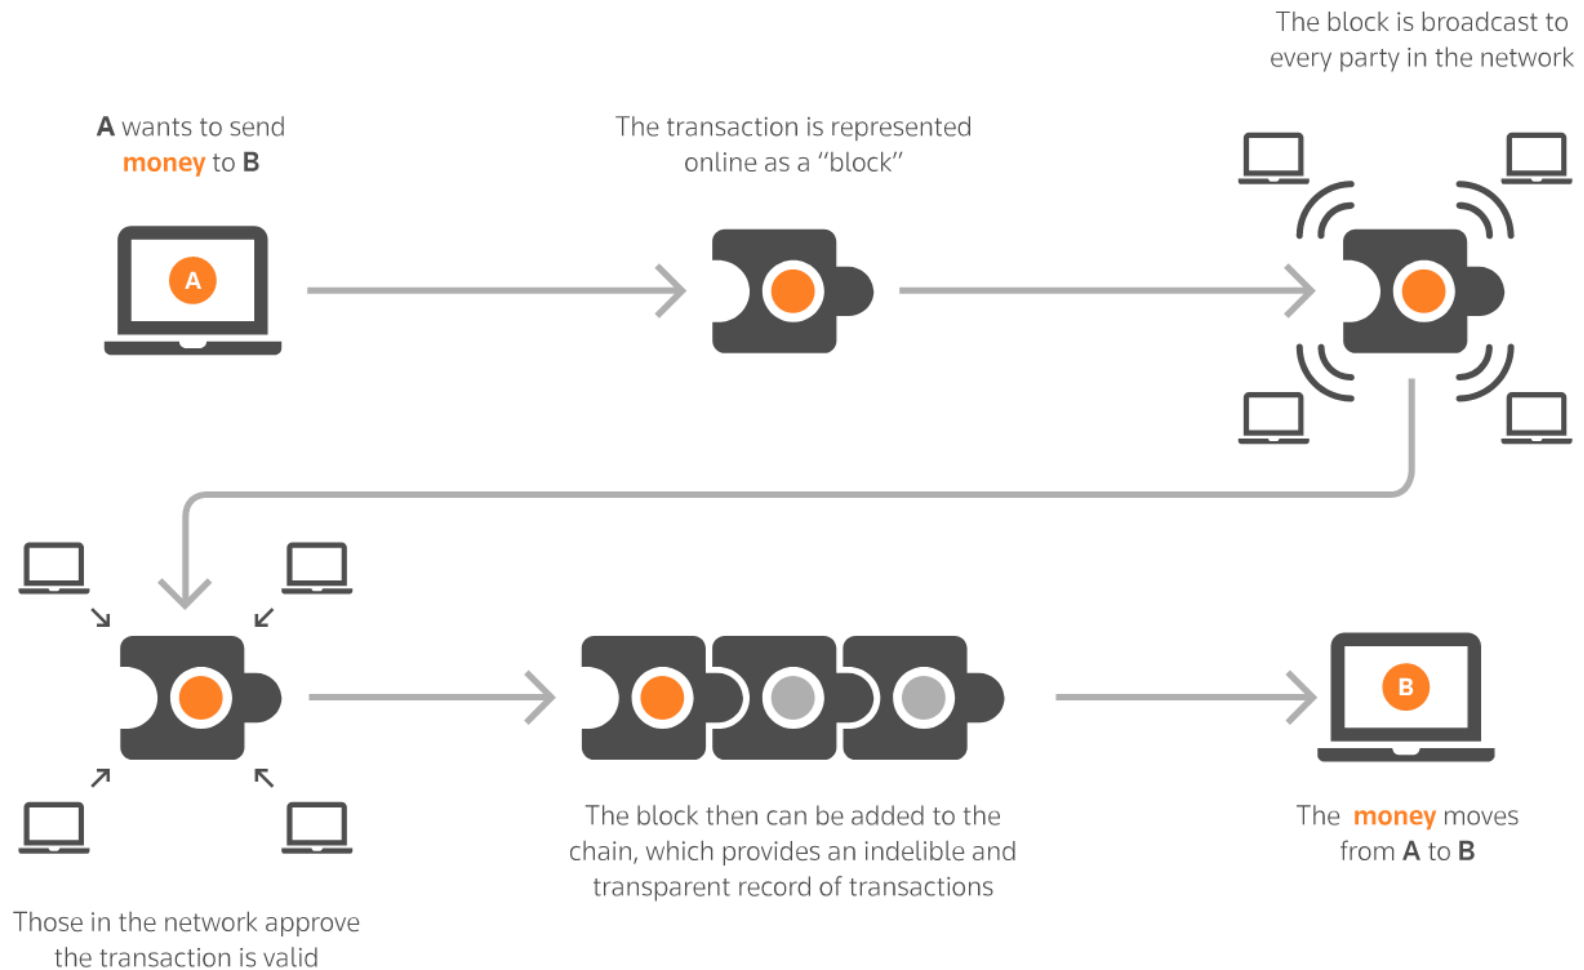 A wants to send
money to B
A
The transaction is represented
online as a “block”
The block is broadcast to
every party in the network
Those in the network approve
the transaction is valid
The block then can be added to the
chain, which provides an indelible and
transparent record of transactions
B
The money moves
from A to B